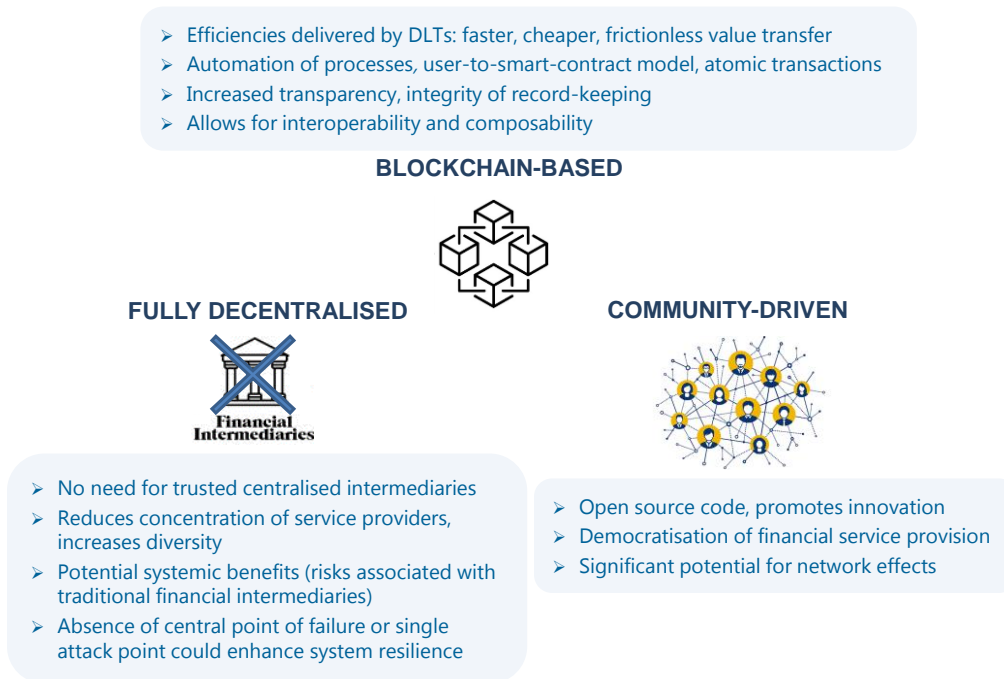 ➢ Efficiencies delivered by DLTs: faster, cheaper, frictionless value transfer
➢ Automation of processes, user-to-smart-contract model, atomic transactions
➢ Increased transparency, integrity of record-keeping
➢ Allows for interoperability and composability
BLOCKCHAIN-BASED
FULLY DECENTRALISED
Financial
Intermediaries
➢ No need for trusted centralised intermediaries
➢ Reduces concentration of service providers,
increases diversity
➢ Potential systemic benefits (risks associated with
traditional financial intermediaries)
➢ Absence of central point of failure or single
attack point could enhance system resilience
COMMUNITY-DRIVEN
➢ Open source code, promotes innovation
➢ Democratisation of financial service provision
➢ Significant potential for network effects